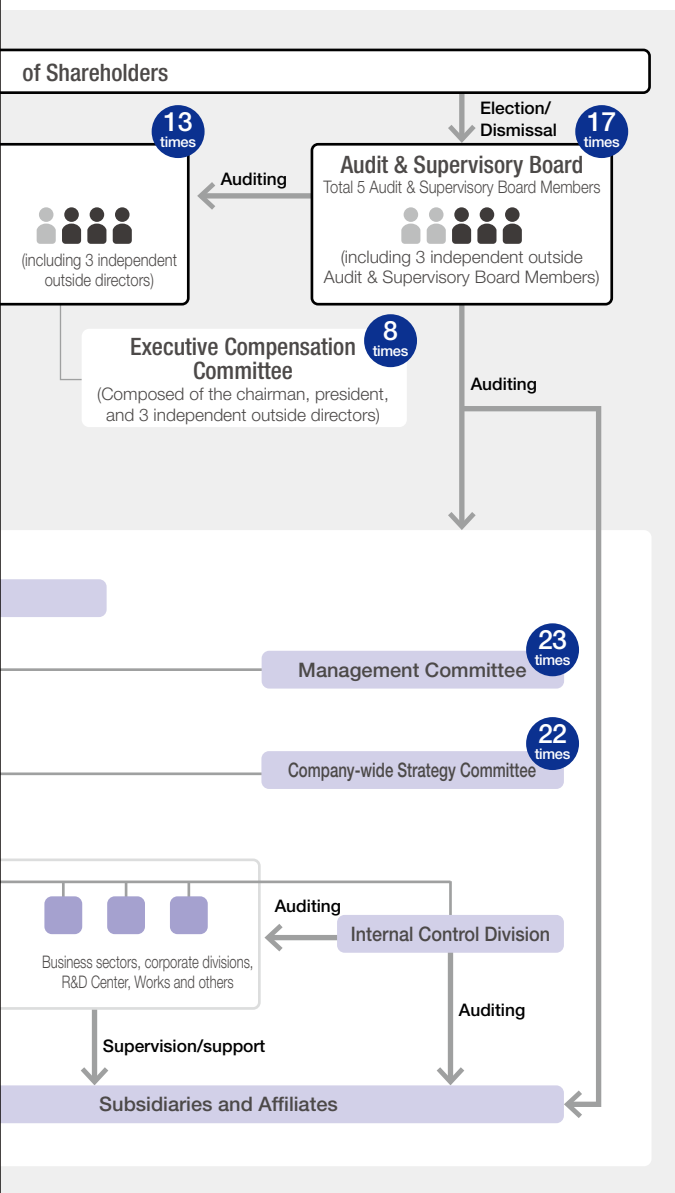 of Shareholders
Election/
Dismissal
13
times
17
times
Auditing
Audit & Supervisory Board
Total 5 Audit & Supervisory Board Members
(including 3 independent
outside directors)
(including 3 independent outside
Audit & Supervisory Board Members)
8
times
Executive Compensation
Committee
(Composed of the chairman, president,
and 3 independent outside directors)
Auditing
23
times
Management Committee
22
times
Company-wide Strategy Committee
Auditing
Internal Control Division
Business sectors, corporate divisions,
R&D Center, Works and others
Auditing
Supervision/support
Subsidiaries and Affiliates